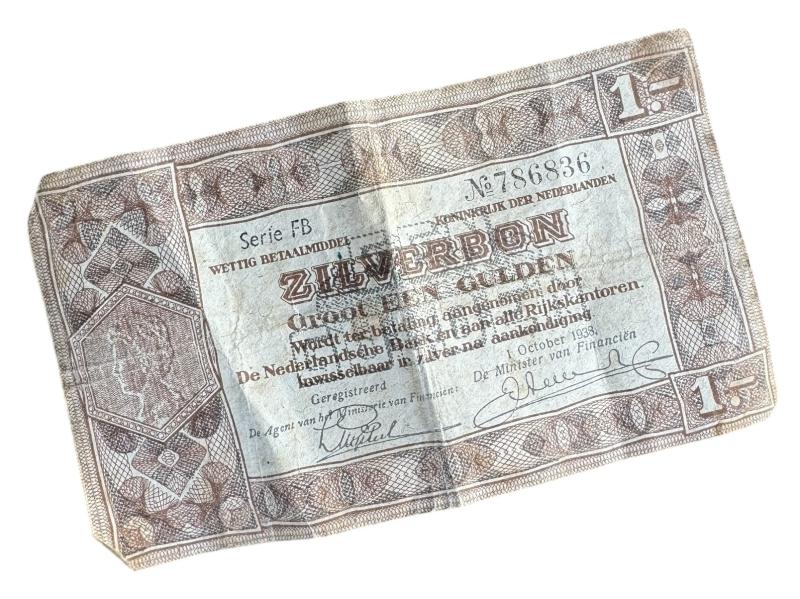 1.-
№786836
Serie FB
WETTIG BETAALMIDDEL KONINKRIJK DER NEDERLANDEN
ZILVERBON
Groot EEN GULDEN
Wordt ter betaling aangenomen door
De Nederlandsche Bank en aan alle Rijkskantoren.
Inwisselbaar in zilver na aankondiging
1 October 1938.
Geregistreerd De Minister van Financiën
De Agent van het Ministerie van Financiën:
1.-